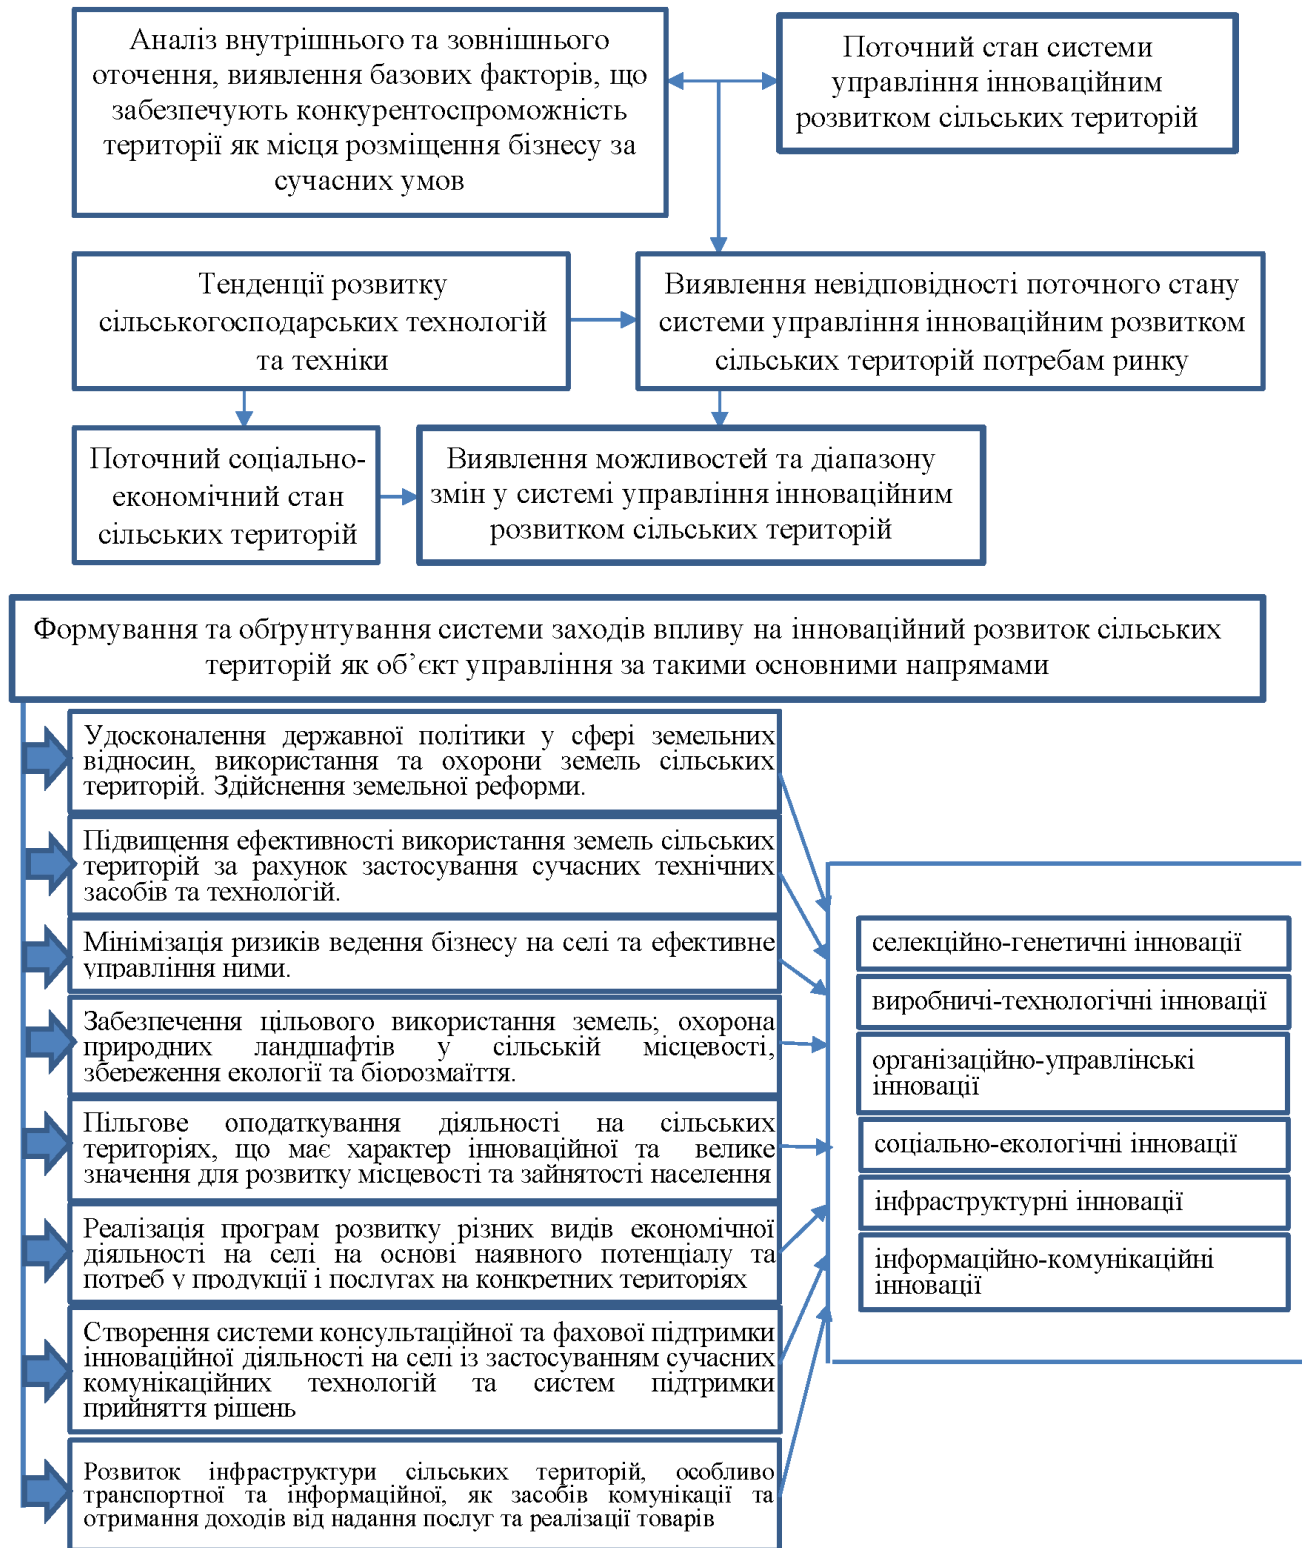 Аналіз внутрішнього та зовнішнього
оточення, виявлення базових факторів, що
забезпечують конкурентоспроможність
території як місця розміщення бізнесу за
сучасних умов
Поточний стан системи
управління інноваційним
розвитком сільських територій
Тенденції розвитку
сільськогосподарських технологій
та техніки
Виявлення невідповідності поточного стану
системи управління інноваційним розвитком
сільських територій потребам ринку
Поточний соціально-
економічний стан
сільських територій
Виявлення можливостей та діапазону
змін у системі управління інноваційним
розвитком сільських територій
Формування та обґрунтування системи заходів впливу на інноваційний розвиток сільських
територій як об’єкт управління за такими основними напрямами
Удосконалення державної політики у сфері земельних
відносин, використання та охорони земель сільських
територій. Здійснення земельної реформи.
Підвищення ефективності використання земель сільських
територій за рахунок застосування сучасних технічних
засобів та технологій.
Мінімізація ризиків ведення бізнесу на селі та ефективне
управління ними.
Забезпечення цільового використання земель; охорона
природних ландшафтів у сільській місцевості,
збереження екології та біорозмаїття.
Пільгове оподаткування діяльності на сільських
територіях, що має характер інноваційної та велике
значення для розвитку місцевості та зайнятості населення
Реалізація програм розвитку різних видів економічної
діяльності на селі на основі наявного потенціалу та
потреб у продукції і послугах на конкретних територіях
Створення системи консультаційної та фахової підтримки
інноваційної діяльності на селі із застосуванням сучасних
комунікаційних технологій та систем підтримки
прийняття рішень
Розвиток інфраструктури сільських територій, особливо
транспортної та інформаційної, як засобів комунікації та
отримання доходів від надання послуг та реалізації товарів
селекційно-генетичні інновації
виробничі-технологічні інновації
організаційно-управлінські
інновації
соціально-екологічні інновації
інфраструктурні інновації
інформаційно-комунікаційні
інновації